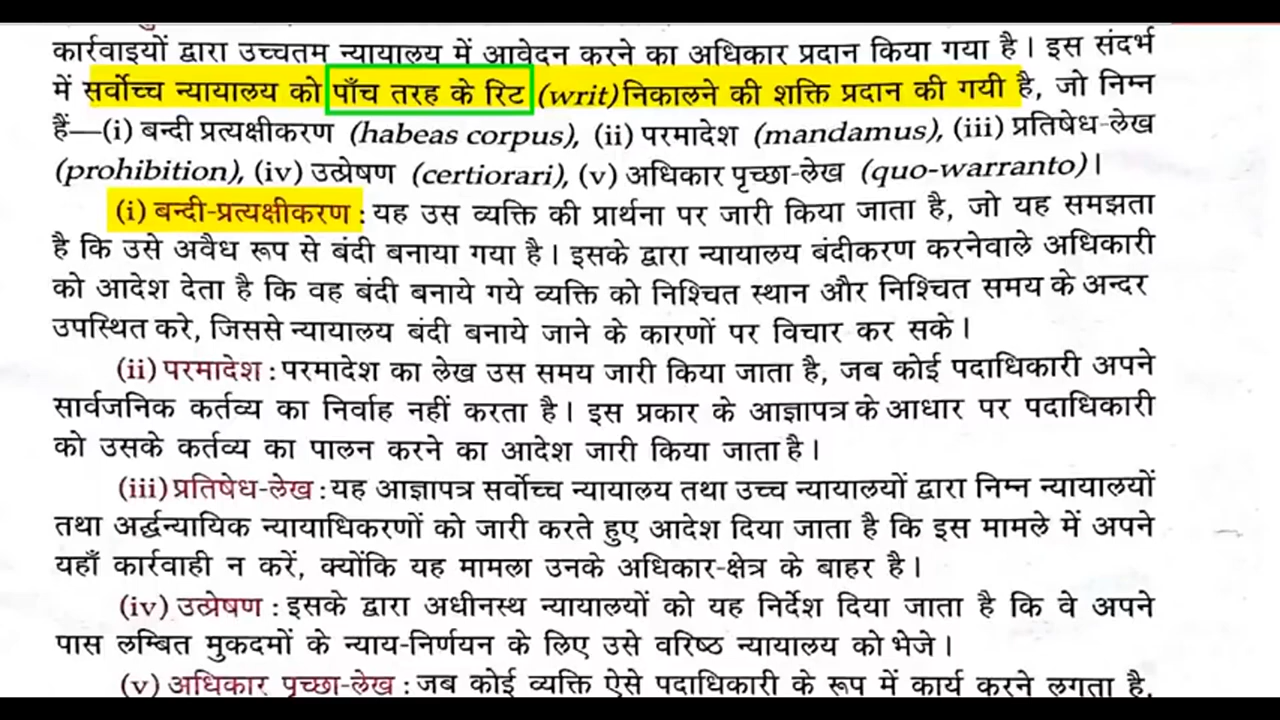 कार्रवाइयों द्वारा उच्चतम न्यायालय में आवेदन करने का अधिकार प्रदान किया गया है। इस संदर्भ
में सर्वोच्च न्यायालय को पाँच तरह के रिट (writ) निकालने की शक्ति प्रदान की गयी है, जो निम्न
हैं—(i) बन्दी प्रत्यक्षीकरण (habeas corpus), (ii) परमादेश (mandamus), (iii) प्रतिषेध-लेख
(prohibition), (iv) उत्प्रेषण (certiorari), (v) अधिकार पृच्छा-लेख (quo-warranto)।
(i) बन्दी-प्रत्यक्षीकरण : यह उस व्यक्ति की प्रार्थना पर जारी किया जाता है, जो यह समझता
है कि उसे अवैध रूप से बंदी बनाया गया है। इसके द्वारा न्यायालय बंदीकरण करनेवाले अधिकारी
को आदेश देता है कि वह बंदी बनाये गये व्यक्ति को निश्चित स्थान और निश्चित समय के अन्दर
उपस्थित करे, जिससे न्यायालय बंदी बनाये जाने के कारणों पर विचार कर सके।
(ii) परमादेश : परमादेश का लेख उस समय जारी किया जाता है, जब कोई पदाधिकारी अपने
सार्वजनिक कर्तव्य का निर्वाह नहीं करता है। इस प्रकार के आज्ञापत्र के आधार पर पदाधिकारी
को उसके कर्तव्य का पालन करने का आदेश जारी किया जाता है।
(iii) प्रतिषेध-लेख : यह आज्ञापत्र सर्वोच्च न्यायालय तथा उच्च न्यायालयों द्वारा निम्न न्यायालयों
तथा अर्द्धन्यायिक न्यायाधिकरणों को जारी करते हुए आदेश दिया जाता है कि इस मामले में अपने
यहाँ कार्रवाही न करें, क्योंकि यह मामला उनके अधिकार-क्षेत्र के बाहर है।
(iv) उत्प्रेषण : इसके द्वारा अधीनस्थ न्यायालयों को यह निर्देश दिया जाता है कि वे अपने
पास लम्बित मुकदमों के न्याय-निर्णयन के लिए उसे वरिष्ठ न्यायालय को भेजे।
(v) अधिकार पृच्छा-लेख : जब कोई व्यक्ति ऐसे पदाधिकारी के रूप में कार्य करने लगता है,